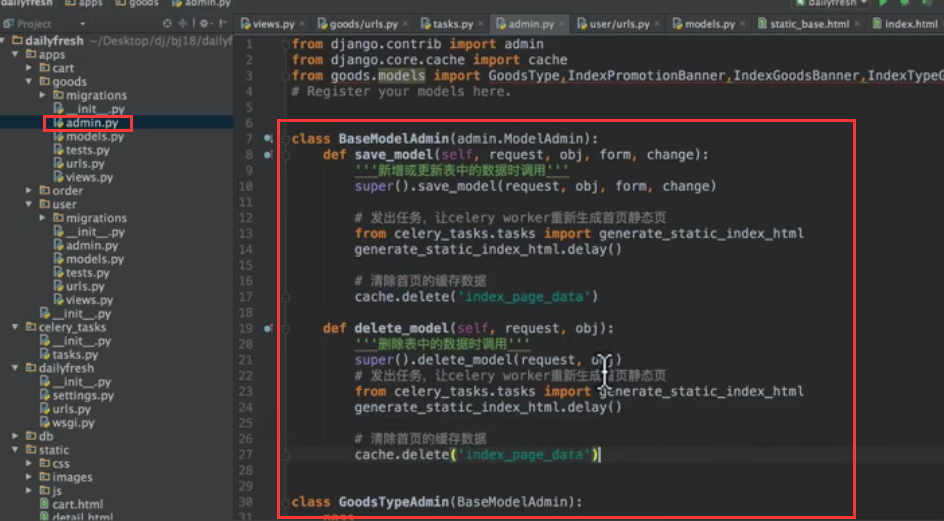 dailyfresh
apps
goods
admin.py
dailyfresh
Project
views.py
goods/urls.py
tasks.py
admin.py
user/urls.py
models.py
static_base.html
index.html
dailyfresh ~/Desktop/dj/bj18/dailyf
apps
cart
goods
migrations
__init__.py
admin.py
models.py
tests.py
urls.py
views.py
order
user
migrations
__init__.py
admin.py
models.py
tests.py
urls.py
views.py
__init__.py
celery_tasks
__init__.py
tasks.py
dailyfresh
__init__.py
settings.py
urls.py
wsgi.py
db
static
css
images
js
cart.html
detail.html
1 from django.contrib import admin
2 from django.core.cache import cache
3 from goods.models import GoodsType,IndexPromotionBanner,IndexGoodsBanner,IndexTypeG
4 # Register your models here.
5
6
7 class BaseModelAdmin(admin.ModelAdmin):
8 def save_model(self, request, obj, form, change):
9 '''新增或更新表中的数据时调用'''
10 super().save_model(request, obj, form, change)
11
12 # 发出任务，让celery worker重新生成首页静态页
13 from celery_tasks.tasks import generate_static_index_html
14 generate_static_index_html.delay()
15
16 # 清除首页的缓存数据
17 cache.delete('index_page_data')
18
19 def delete_model(self, request, obj):
20 '''删除表中的数据时调用'''
21 super().delete_model(request, obj)
22 # 发出任务，让celery worker重新生成首页静态页
23 from celery_tasks.tasks import generate_static_index_html
24 generate_static_index_html.delay()
25
26 # 清除首页的缓存数据
27 cache.delete('index_page_data')
28
29
30 class GoodsTypeAdmin(BaseModelAdmin):
31 pass